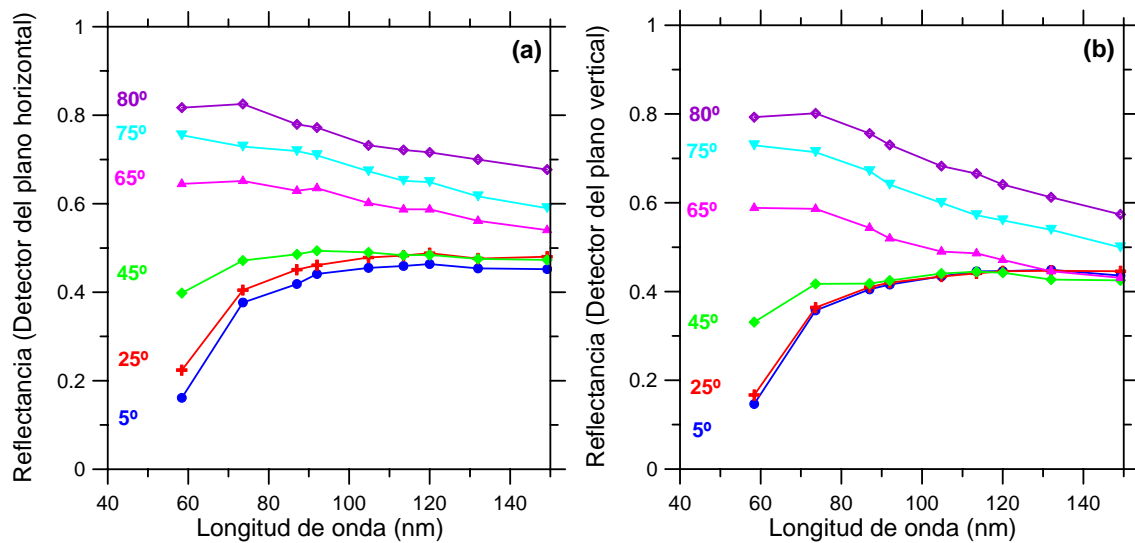 Reflectancia (Detector del plano horizontal)
1
0.8
0.6
0.4
0.2
0
(a)
80º
75º
65º
45º
25º
5º
40 60 80 100 120 140
Longitud de onda (nm)
Reflectancia (Detector del plano vertical)
1
0.8
0.6
0.4
0.2
0
(b)
80º
75º
65º
45º
25º
5º
40 60 80 100 120 140
Longitud de onda (nm)